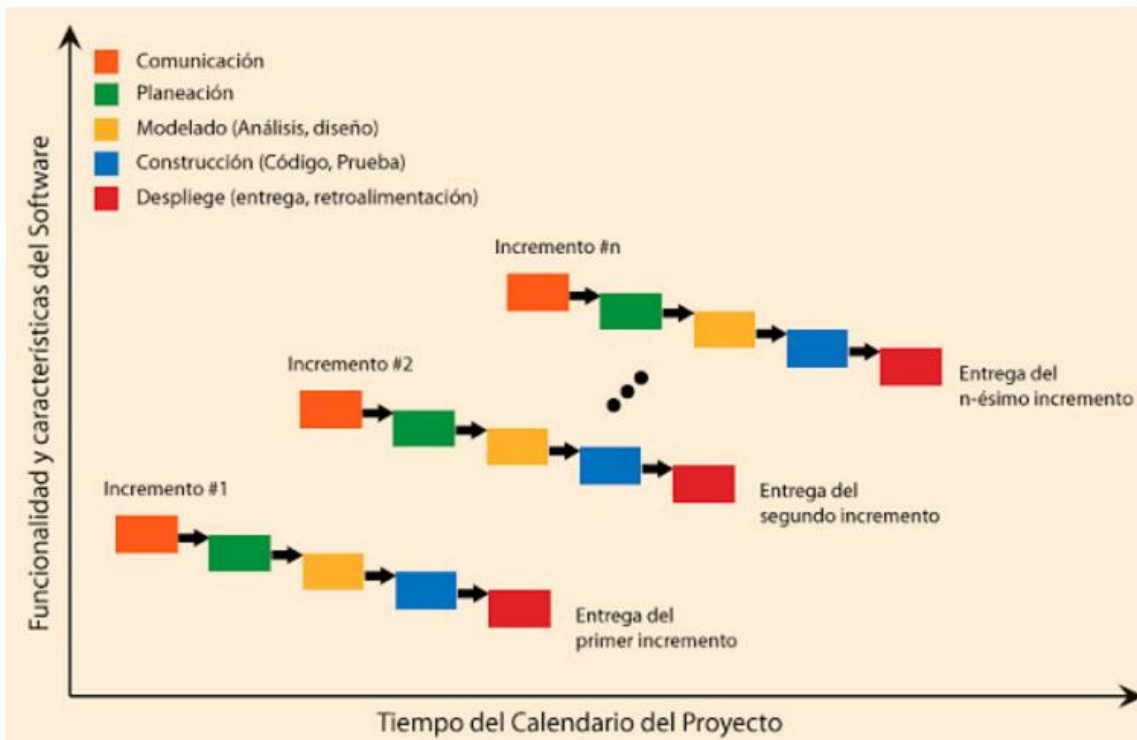 Funcionalidad y características del Software
Comunicación
Planeación
Modelado (Análisis, diseño)
Construcción (Código, Prueba)
Despliege (entrega, retroalimentación)
Incremento #n
Entrega del
n-ésimo incremento
Incremento #2
Entrega del
segundo incremento
Incremento #1
Entrega del
primer incremento
Tiempo del Calendario del Proyecto